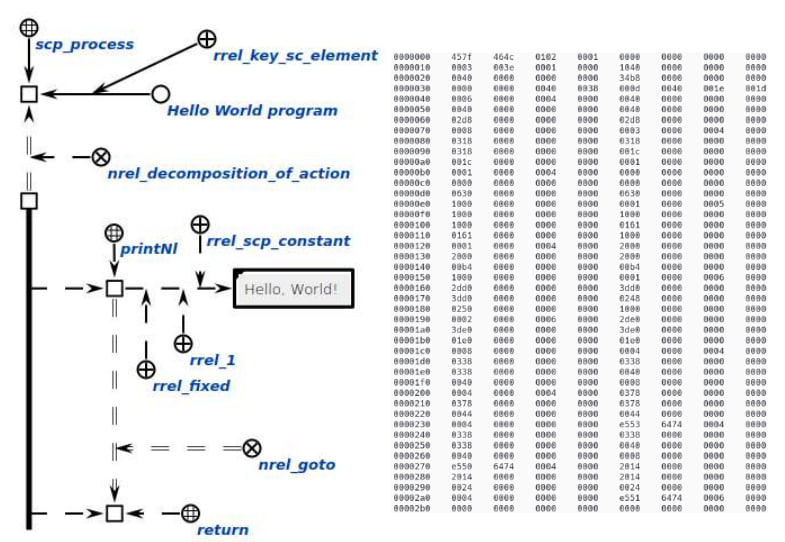 scp_process
rrel_key_sc_element
Hello World program
nrel_decomposition_of_action
rrel_scp_constant
printNl
Hello, World!
rrel_1
rrel_fixed
nrel_goto
return
0000000 457f 464c 0102 0001 0000 0000 0000 0000
0000010 0003 003e 0001 0000 1040 0000 0000 0000
0000020 0040 0000 0000 0000 34b8 0000 0000 0000
0000030 0000 0000 0040 0038 000d 0040 001e 001d
0000040 0006 0000 0004 0000 0040 0000 0000 0000
0000050 0040 0000 0000 0000 0040 0000 0000 0000
0000060 02d8 0000 0000 0000 02d8 0000 0000 0000
0000070 0008 0000 0000 0000 0003 0000 0004 0000
0000080 0318 0000 0000 0000 0318 0000 0000 0000
0000090 0318 0000 0000 0000 001c 0000 0000 0000
00000a0 001c 0000 0000 0000 0001 0000 0000 0000
00000b0 0001 0000 0004 0000 0000 0000 0000 0000
00000c0 0000 0000 0000 0000 0000 0000 0000 0000
00000d0 0630 0000 0000 0000 0630 0000 0000 0000
00000e0 1000 0000 0000 0000 0001 0000 0005 0000
00000f0 1000 0000 0000 0000 1000 0000 0000 0000
0000100 1000 0000 0000 0000 0161 0000 0000 0000
0000110 0161 0000 0000 0000 1000 0000 0000 0000
0000120 0001 0000 0004 0000 2000 0000 0000 0000
0000130 2000 0000 0000 0000 2000 0000 0000 0000
0000140 00b4 0000 0000 0000 00b4 0000 0000 0000
0000150 1000 0000 0000 0000 0001 0000 0006 0000
0000160 2dd0 0000 0000 0000 3dd0 0000 0000 0000
0000170 3dd0 0000 0000 0000 0248 0000 0000 0000
0000180 0250 0000 0000 0000 1000 0000 0000 0000
0000190 0002 0000 0006 0000 2de0 0000 0000 0000
00001a0 3de0 0000 0000 0000 3de0 0000 0000 0000
00001b0 01e0 0000 0000 0000 01e0 0000 0000 0000
00001c0 0008 0000 0000 0000 0004 0000 0004 0000
00001d0 0338 0000 0000 0000 0338 0000 0000 0000
00001e0 0338 0000 0000 0000 0040 0000 0000 0000
00001f0 0040 0000 0000 0000 0008 0000 0000 0000
0000200 0004 0000 0004 0000 0378 0000 0000 0000
0000210 0378 0000 0000 0000 0378 0000 0000 0000
0000220 0044 0000 0000 0000 0044 0000 0000 0000
0000230 0004 0000 0000 0000 e553 6474 0004 0000
0000240 0338 0000 0000 0000 0338 0000 0000 0000
0000250 0338 0000 0000 0000 0040 0000 0000 0000
0000260 0040 0000 0000 0000 0008 0000 0000 0000
0000270 e550 6474 0004 0000 2014 0000 0000 0000
0000280 2014 0000 0000 0000 2014 0000 0000 0000
0000290 0024 0000 0000 0000 0024 0000 0000 0000
00002a0 0004 0000 0000 0000 e551 6474 0006 0000
00002b0 0000 0000 0000 0000 0000 0000 0000 0000